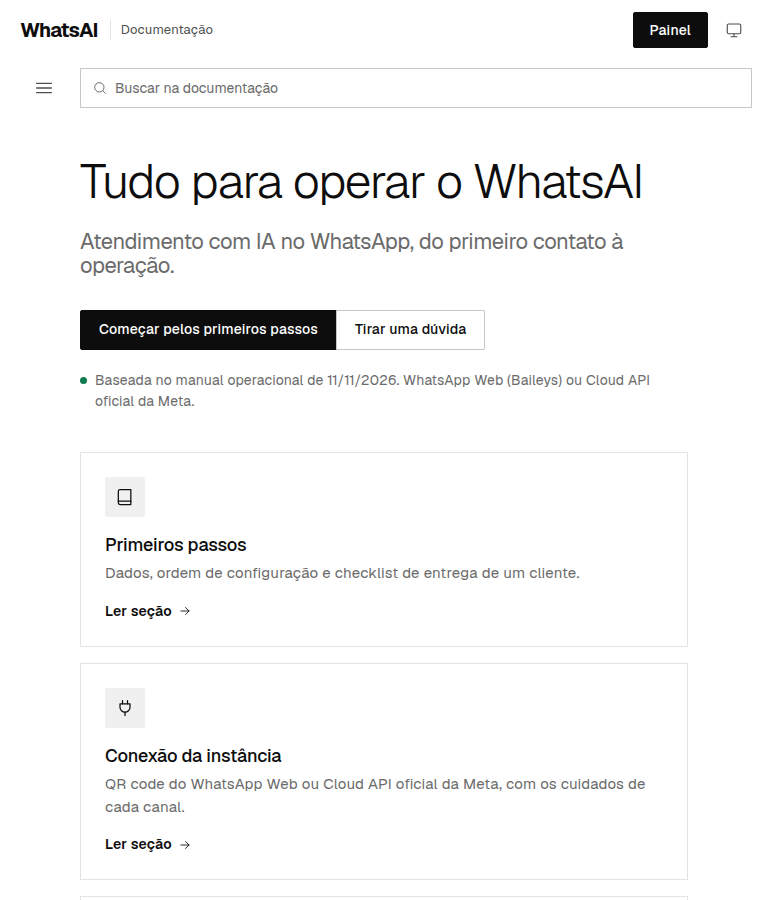 WhatsAI
Documentação
Painel
Buscar na documentação
Tudo para operar o WhatsAI
Atendimento com IA no WhatsApp, do primeiro contato à
operação.
Começar pelos primeiros passos
Tirar uma dúvida
Baseada no manual operacional de 11/11/2026. WhatsApp Web (Baileys) ou Cloud API
oficial da Meta.
Primeiros passos
Dados, ordem de configuração e checklist de entrega de um cliente.
Ler seção
Conexão da instância
QR code do WhatsApp Web ou Cloud API oficial da Meta, com os cuidados de
cada canal.
Ler seção